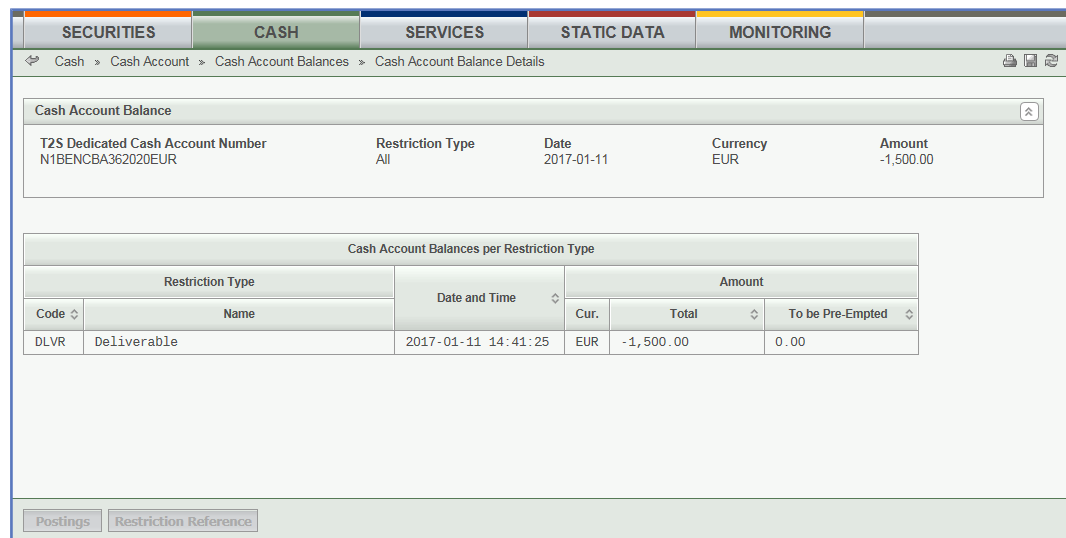 SECURITIES CASH SERVICES STATIC DATA MONITORING
Cash » Cash Account » Cash Account Balances » Cash Account Balance Details
Cash Account Balance
T2S Dedicated Cash Account Number Restriction Type Date Currency Amount
N1BENCBA362020EUR All 2017-01-11 EUR -1,500.00
Cash Account Balances per Restriction Type
Restriction Type Date and Time Amount
Code Name Cur. Total To be Pre-Empted
DLVR Deliverable 2017-01-11 14:41:25 EUR -1,500.00 0.00
Postings Restriction Reference